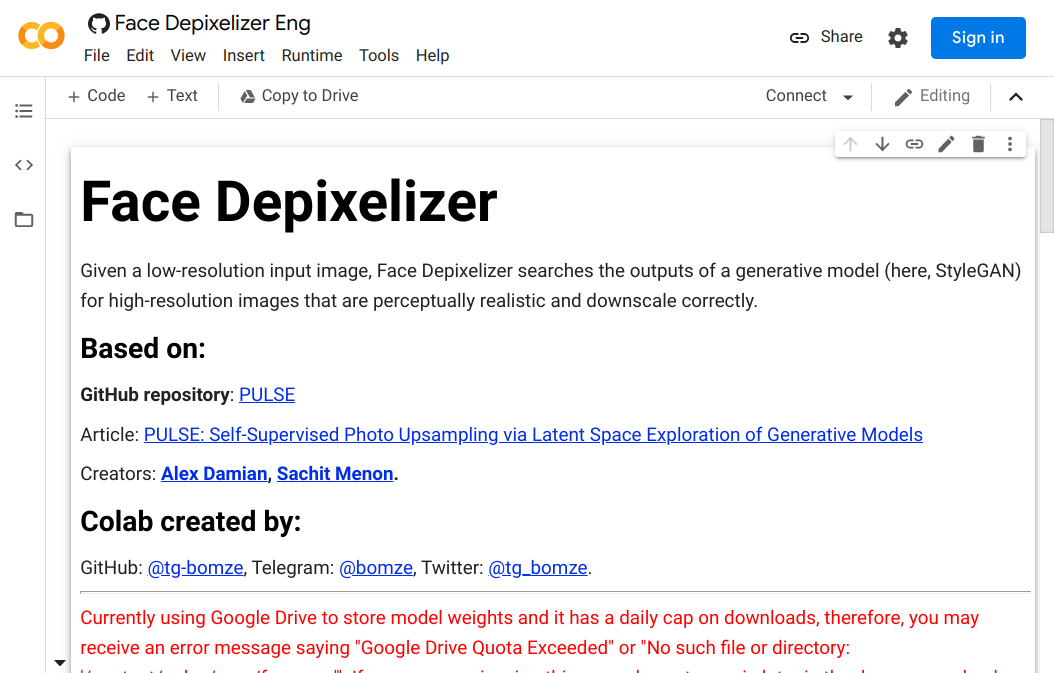 Face Depixelizer Eng
File Edit View Insert Runtime Tools Help
Share
Sign in
+ Code + Text Copy to Drive
Connect
Editing
Face Depixelizer
Given a low-resolution input image, Face Depixelizer searches the outputs of a generative model (here, StyleGAN)
for high-resolution images that are perceptually realistic and downscale correctly.
Based on:
GitHub repository: PULSE
Article: PULSE: Self-Supervised Photo Upsampling via Latent Space Exploration of Generative Models
Creators: Alex Damian, Sachit Menon.
Colab created by:
GitHub: @tg-bomze, Telegram: @bomze, Twitter: @tg_bomze.
Currently using Google Drive to store model weights and it has a daily cap on downloads, therefore, you may
receive an error message saying "Google Drive Quota Exceeded" or "No such file or directory: